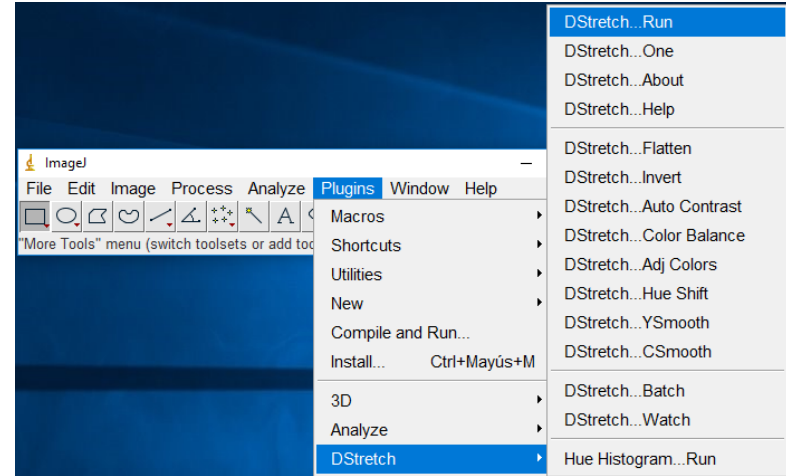 ImageJ
File Edit Image Process Analyze Plugins Window Help
A
"More Tools" menu (switch toolsets or add
Macros
Shortcuts
Utilities
New
Compile and Run...
Install... Ctrl+Mayús+M
3D
Analyze
DStretch
DStretch...Run
DStretch...One
DStretch...About
DStretch...Help
DStretch...Flatten
DStretch...Invert
DStretch...Auto Contrast
DStretch...Color Balance
DStretch...Adj Colors
DStretch...Hue Shift
DStretch...YSmooth
DStretch...CSmooth
DStretch...Batch
DStretch...Watch
Hue Histogram...Run